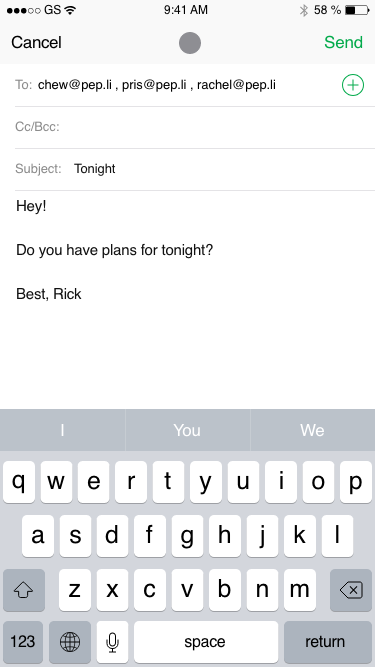 GS 9:41 AM 58 %
Cancel Send
To: chew@pep.li , pris@pep.li , rachel@pep.li
Cc/Bcc:
Subject: Tonight
Hey!
Do you have plans for tonight?
Best, Rick
I You We
q w e r t y u i o p
a s d f g h j k l
z x c v b n m
123 space return